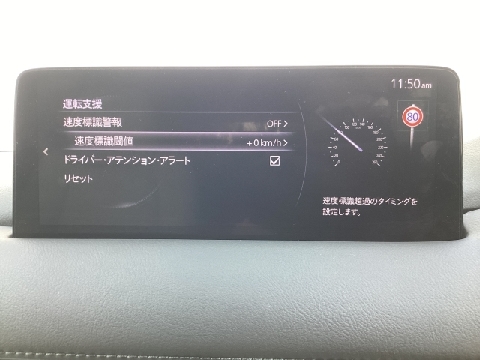 11:50am
運転支援
速度標識警報 OFF
速度標識閾値 +0km/h
ドライバー・アテンション・アラート
リセット
80
速度標識超過のタイミングを
設定します。